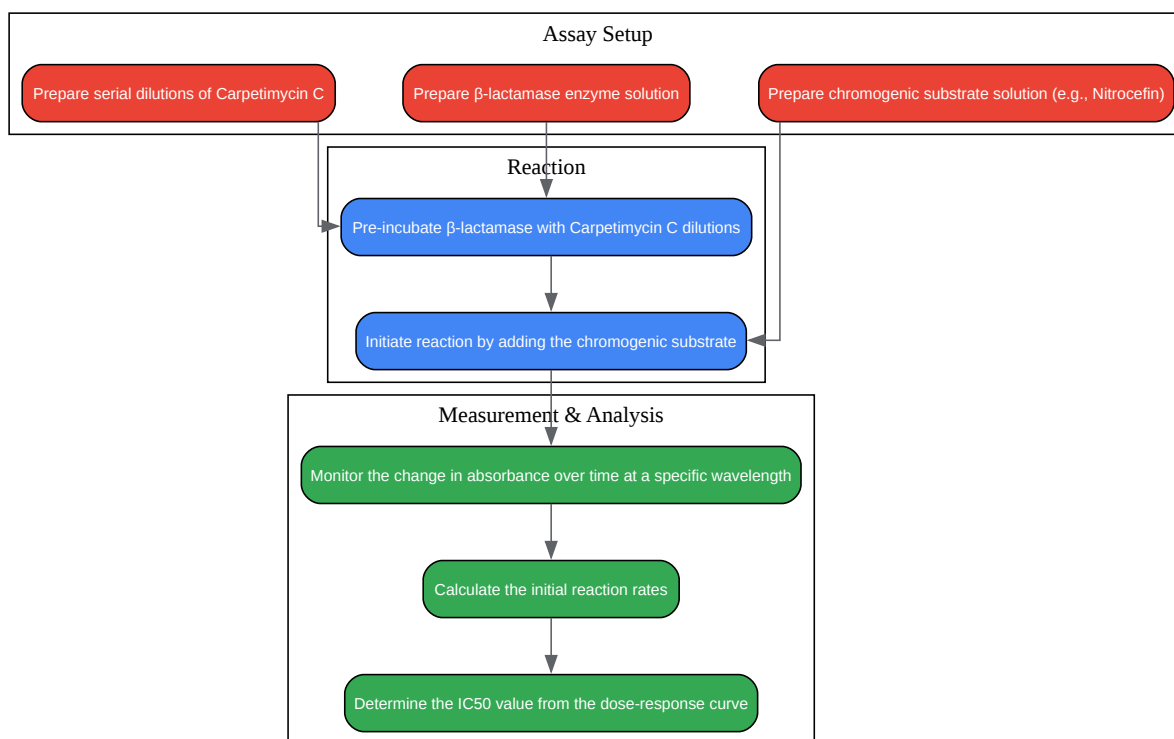 Assay Setup
Prepare serial dilutions of Carpetimycin C
Prepare β-lactamase enzyme solution
Prepare chromogenic substrate solution (e.g., Nitrocefin)
Reaction
Pre-incubate β-lactamase with Carpetimycin C dilutions
Initiate reaction by adding the chromogenic substrate
Measurement & Analysis
Monitor the change in absorbance over time at a specific wavelength
Calculate the initial reaction rates
Determine the IC50 value from the dose-response curve